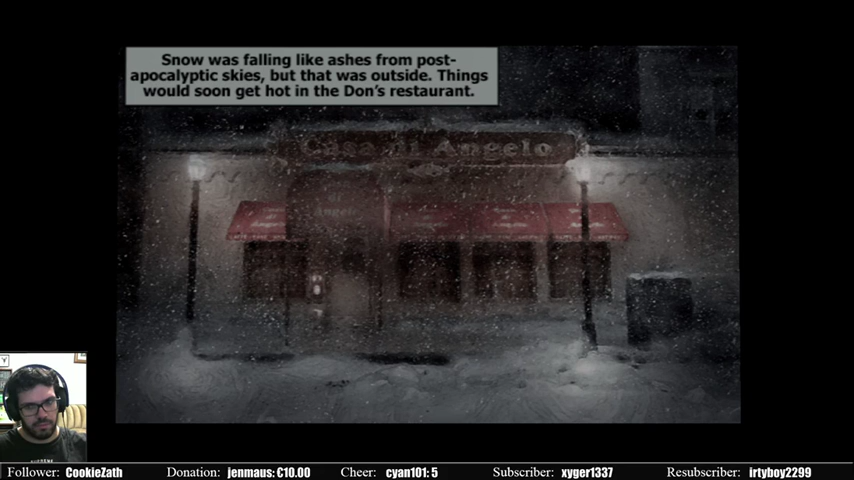 Snow was falling like ashes from post-
apocalyptic skies, but that was outside. Things
would soon get hot in the Don's restaurant.
Casa di Angelo
Follower: CookieZath Donation: jenmaus: €10.00 Cheer: cyan101: 5 Subscriber: xyger1337 Resubscriber: irtyboy2299